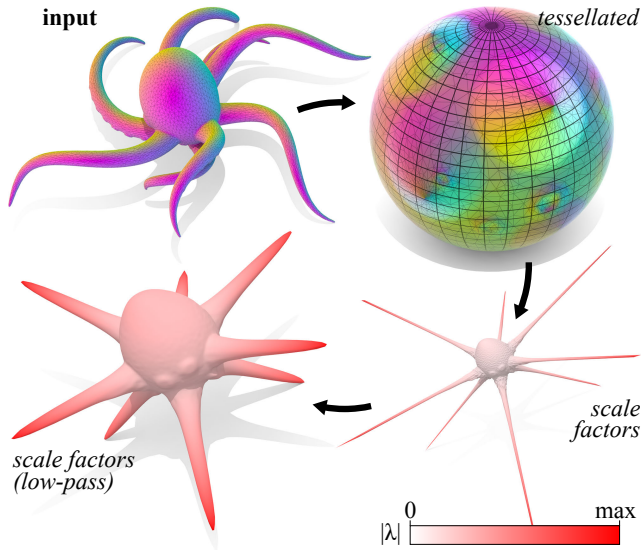 input
tessellated
scale
factors
scale factors
(low-pass)
0
max
|λ|